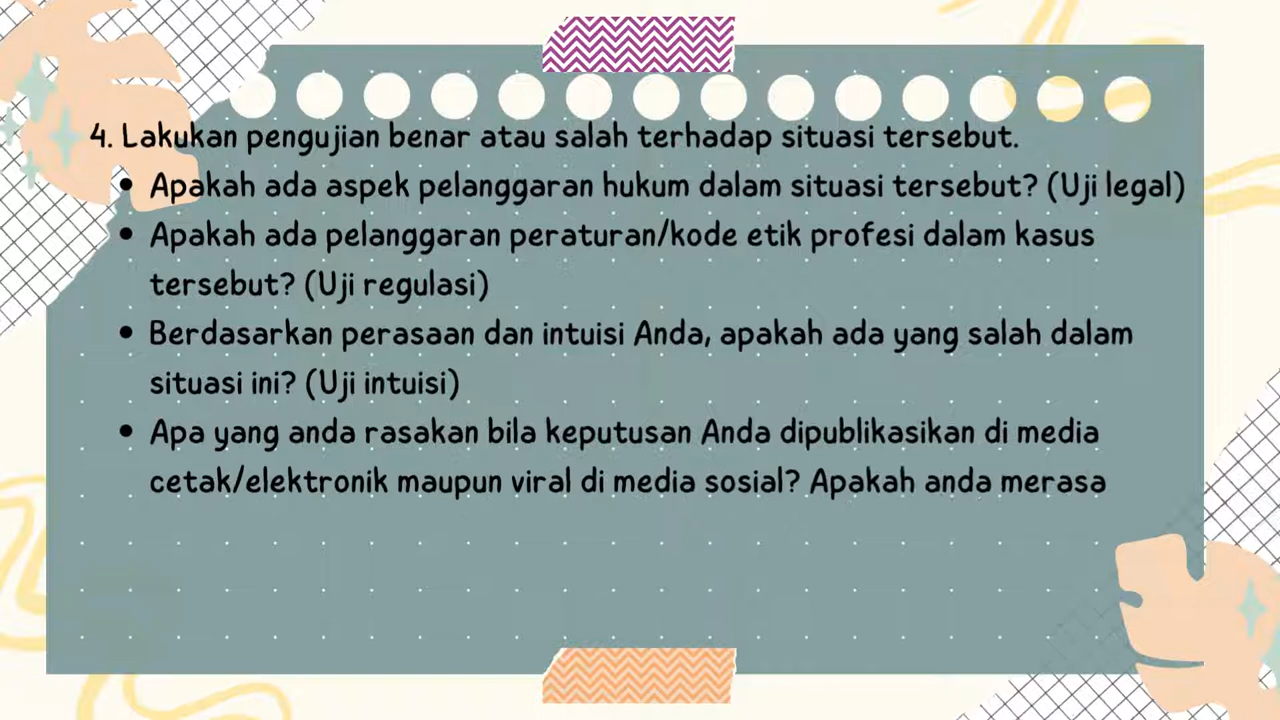 4. Lakukan pengujian benar atau salah terhadap situasi tersebut.
• Apakah ada aspek pelanggaran hukum dalam situasi tersebut? (Uji legal)
• Apakah ada pelanggaran peraturan/kode etik profesi dalam kasus
tersebut? (Uji regulasi)
• Berdasarkan perasaan dan intuisi Anda, apakah ada yang salah dalam
situasi ini? (Uji intuisi)
• Apa yang anda rasakan bila keputusan Anda dipublikasikan di media
cetak/elektronik maupun viral di media sosial? Apakah anda merasa